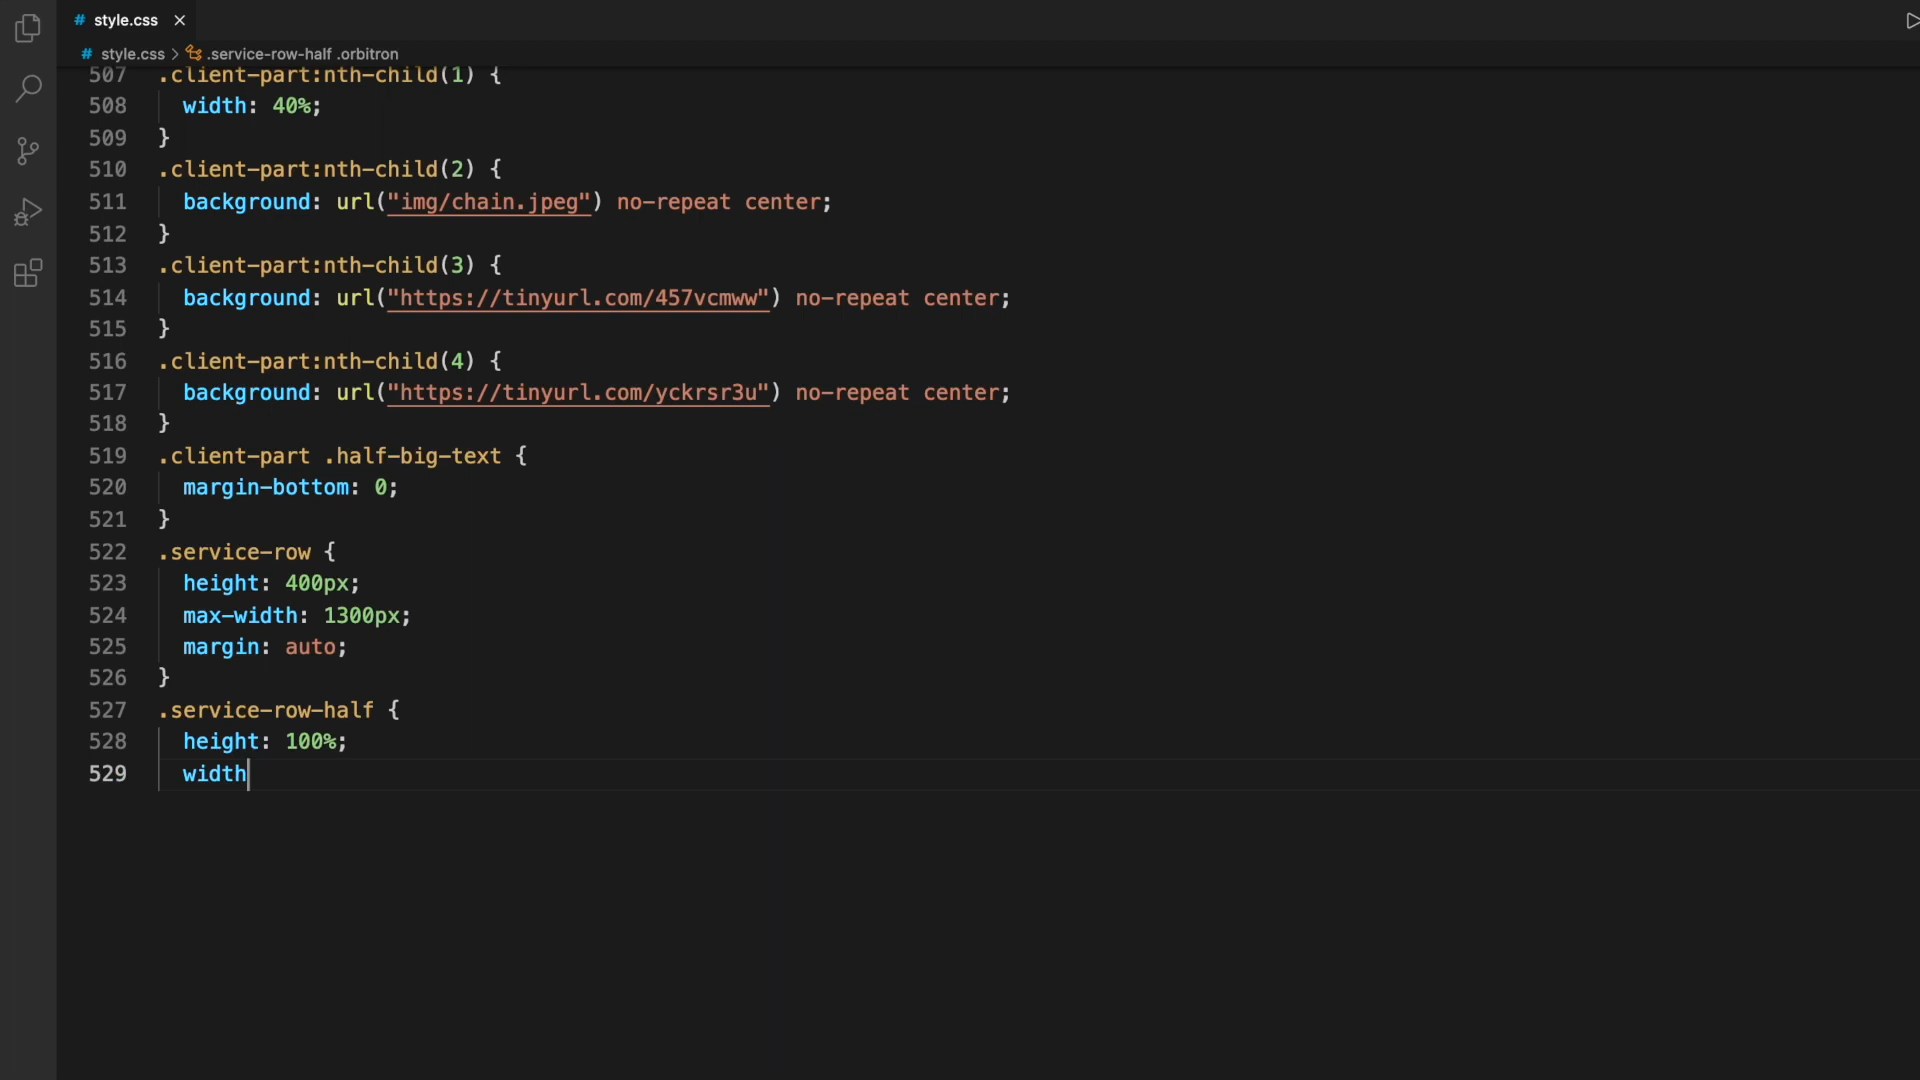 # style.css ×
# style.css > .service-row-half .orbitron
507 .client-part:nth-child(1) {
508 width: 40%;
509 }
510 .client-part:nth-child(2) {
511 background: url("img/chain.jpeg") no-repeat center;
512 }
513 .client-part:nth-child(3) {
514 background: url("https://tinyurl.com/457vcmww") no-repeat center;
515 }
516 .client-part:nth-child(4) {
517 background: url("https://tinyurl.com/yckrsr3u") no-repeat center;
518 }
519 .client-part .half-big-text {
520 margin-bottom: 0;
521 }
522 .service-row {
523 height: 400px;
524 max-width: 1300px;
525 margin: auto;
526 }
527 .service-row-half {
528 height: 100%;
529 width